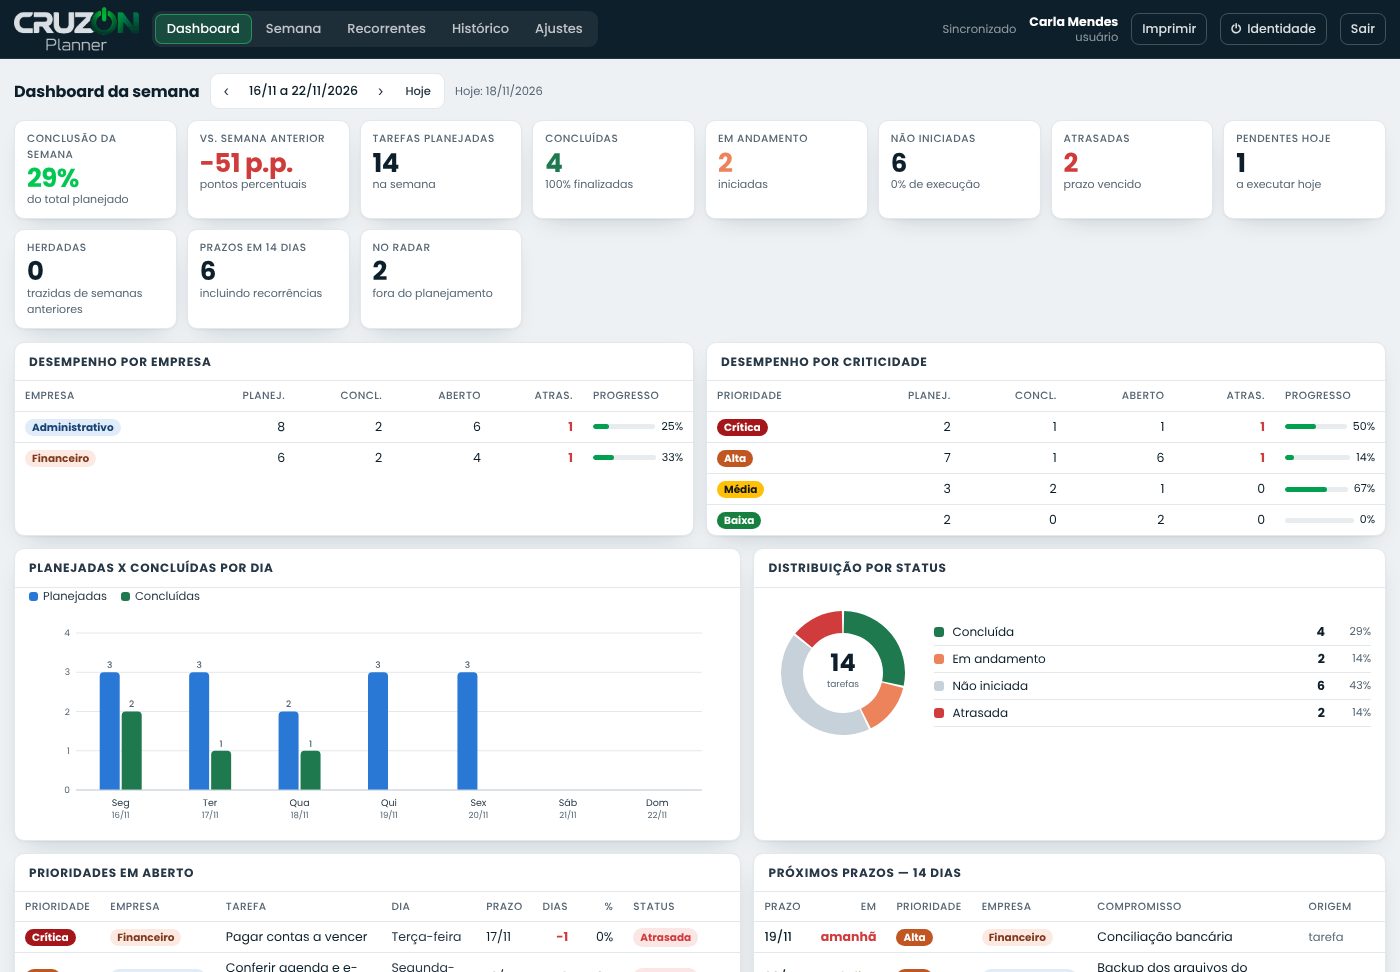 CRUZON
Planner
Dashboard Semana Recorrentes Histórico Ajustes
Sincronizado
Carla Mendes
usuário
Imprimir
Identidade
Sair
Dashboard da semana
‹ 16/11 a 22/11/2026 › Hoje
Hoje: 18/11/2026
CONCLUSÃO DA
SEMANA
29%
do total planejado
VS. SEMANA ANTERIOR
-51 p.p.
pontos percentuais
TAREFAS PLANEJADAS
14
na semana
CONCLUÍDAS
4
100% finalizadas
EM ANDAMENTO
2
iniciadas
NÃO INICIADAS
6
0% de execução
ATRASADAS
2
prazo vencido
PENDENTES HOJE
1
a executar hoje
HERDADAS
0
trazidas de semanas
anteriores
PRAZOS EM 14 DIAS
6
incluindo recorrências
NO RADAR
2
fora do planejamento
DESEMPENHO POR EMPRESA
EMPRESA PLANEJ. CONCL. ABERTO ATRAS. PROGRESSO
Administrativo 8 2 6 1 25%
Financeiro 6 2 4 1 33%
DESEMPENHO POR CRITICIDADE
PRIORIDADE PLANEJ. CONCL. ABERTO ATRAS. PROGRESSO
Crítica 2 1 1 1 50%
Alta 7 1 6 1 14%
Média 3 2 1 0 67%
Baixa 2 0 2 0 0%
PLANEJADAS X CONCLUÍDAS POR DIA
Planejadas Concluídas
4
3
2
1
0
3 2 3 1 2 1 3 3
Seg Ter Qua Qui Sex Sáb Dom
16/11 17/11 18/11 19/11 20/11 21/11 22/11
DISTRIBUIÇÃO POR STATUS
14
tarefas
Concluída 4 29%
Em andamento 2 14%
Não iniciada 6 43%
Atrasada 2 14%
PRIORIDADES EM ABERTO
PRIORIDADE EMPRESA TAREFA DIA PRAZO DIAS % STATUS
Crítica Financeiro Pagar contas a vencer Terça-feira 17/11 -1 0% Atrasada
Conferir agenda e e- Segunda-
PRÓXIMOS PRAZOS — 14 DIAS
PRAZO EM PRIORIDADE EMPRESA COMPROMISSO ORIGEM
19/11 amanhã Alta Financeiro Conciliação bancária tarefa
Backup dos arquivos do